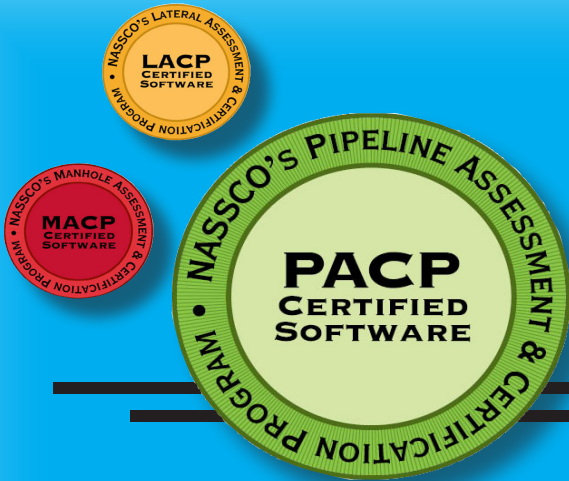 • NASSCO's LATERAL ASSESSMENT & CERTIFICATION PROGRAM
LACP
CERTIFIED
SOFTWARE
• NASSCO's MANHOLE ASSESSMENT & CERTIFICATION PROGRAM
MACP
CERTIFIED
SOFTWARE
• NASSCO's PIPELINE ASSESSMENT & CERTIFICATION PROGRAM
PACP
CERTIFIED
SOFTWARE